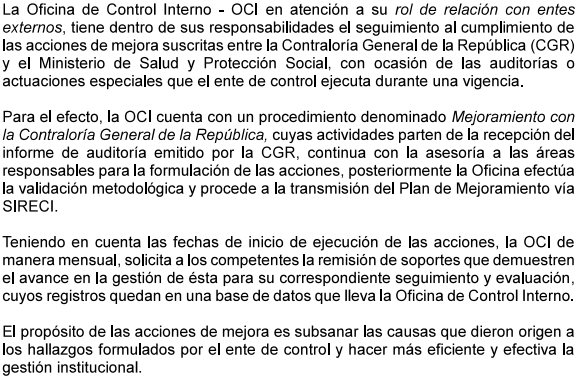 La Oficina de Control Interno - OCI en atención a su rol de relación con entes
externos, tiene dentro de sus responsabilidades el seguimiento al cumplimiento de
las acciones de mejora suscritas entre la Contraloría General de la República (CGR)
y el Ministerio de Salud y Protección Social, con ocasión de las auditorías o
actuaciones especiales que el ente de control ejecuta durante una vigencia.

Para el efecto, la OCI cuenta con un procedimiento denominado Mejoramiento con
la Contraloría General de la República, cuyas actividades parten de la recepción del
informe de auditoría emitido por la CGR, continua con la asesoría a las áreas
responsables para la formulación de las acciones, posteriormente la Oficina efectúa
la validación metodológica y procede a la transmisión del Plan de Mejoramiento vía
SIRECI.

Teniendo en cuenta las fechas de inicio de ejecución de las acciones, la OCI de
manera mensual, solicita a los competentes la remisión de soportes que demuestren
el avance en la gestión de ésta para su correspondiente seguimiento y evaluación,
cuyos registros quedan en una base de datos que lleva la Oficina de Control Interno.

El propósito de las acciones de mejora es subsanar las causas que dieron origen a
los hallazgos formulados por el ente de control y hacer más eficiente y efectiva la
gestión institucional.